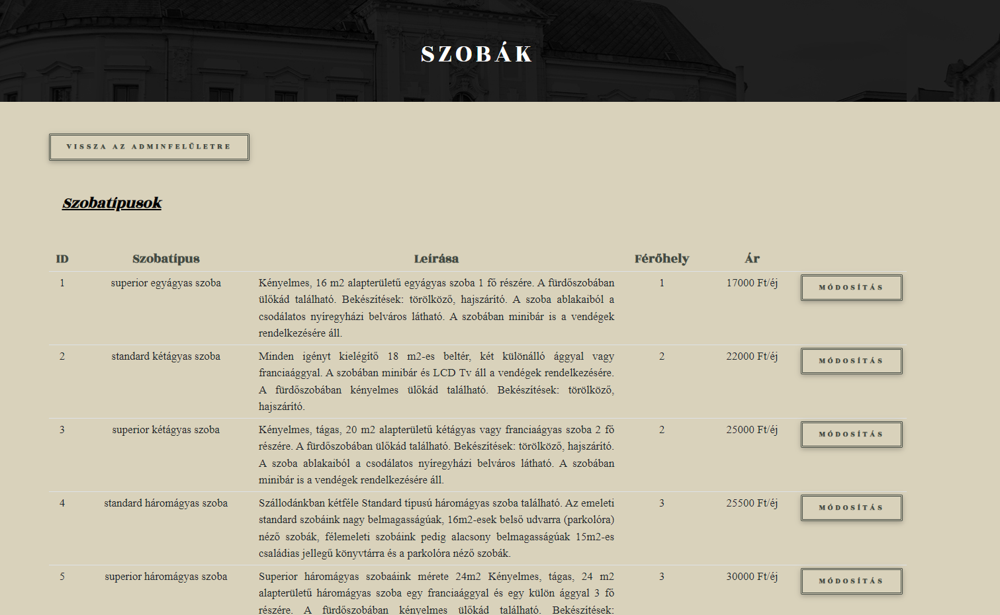 SZOBÁK
VISSZA AZ ADMINFELÜLETRE
Szobatípusok
ID Szobatípus Leírása Férőhely Ár
1 superior egyágyas szoba Kényelmes, 16 m2 alapterületű egyágyas szoba 1 fő részére. A fürdőszobában 1 17000 Ft/éj MÓDOSÍTÁS
ülőkád található. Bekészítések: törölköző, hajszárító. A szoba ablakaiból a
csodálatos nyíregyházi belváros látható. A szobában minibár is a vendégek
rendelkezésére áll.
2 standard kétágyas szoba Minden igényt kielégítő 18 m2-es beltér, két különálló ággyal vagy 2 22000 Ft/éj MÓDOSÍTÁS
franciaággyal. A szobában minibár és LCD Tv áll a vendégek rendelkezésére.
A fürdőszobában kényelmes ülőkád található. Bekészítések: törölköző,
hajszárító.
3 superior kétágyas szoba Kényelmes, tágas, 20 m2 alapterületű kétágyas vagy franciaágyas szoba 2 fő 2 25000 Ft/éj MÓDOSÍTÁS
részére. A fürdőszobában ülőkád található. Bekészítések: törölköző, hajszárító.
A szoba ablakaiból a csodálatos nyíregyházi belváros látható. A szobában
minibár is a vendégek rendelkezésére áll.
4 standard háromágyas szoba Szállodánkban kétféle Standard típusú háromágyas szoba található. Az emeleti 3 25500 Ft/éj MÓDOSÍTÁS
standard szobáink nagy belmagasságúak, 16m2-esek belső udvarra (parkolóra)
néző szobák, félemeleti szobáink pedig alacsony belmagasságúak 15m2-es
családias jellegű könyvtárra és a parkolóra néző szobák.
5 superior háromágyas szoba Superior háromágyas szobaáink mérete 24m2 Kényelmes, tágas, 24 m2 3 30000 Ft/éj MÓDOSÍTÁS
alapterületű háromágyas szoba egy franciaággyal és egy külön ággyal 3 fő
részére. A fürdőszobában kényelmes ülőkád található. Bekészítések: